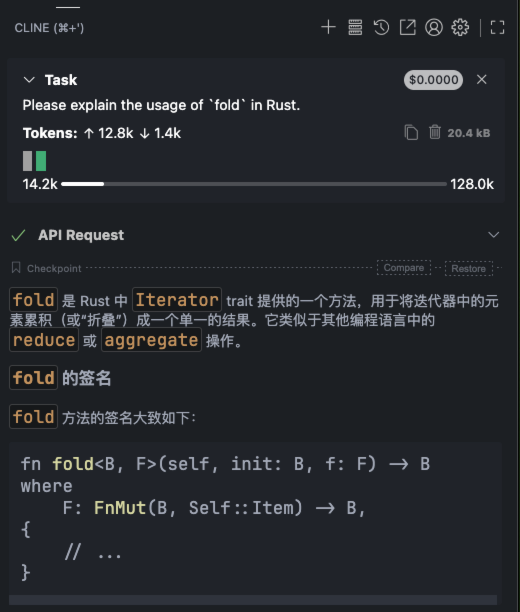 CLINE (⌘+')
Task
$0.0000
Please explain the usage of `fold` in Rust.
Tokens: ↑ 12.8k ↓ 1.4k
20.4 kB
14.2k
128.0k
API Request
Checkpoint
Compare
Restore
fold 是 Rust 中 Iterator trait 提供的一个方法，用于将迭代器中的元
素累积（或“折叠”）成一个单一的结果。它类似于其他编程语言中的
reduce 或 aggregate 操作。
fold 的签名
fold 方法的签名大致如下：
fn fold<B, F>(self, init: B, f: F) -> B
where
    F: FnMut(B, Self::Item) -> B,
{
    // ...
}